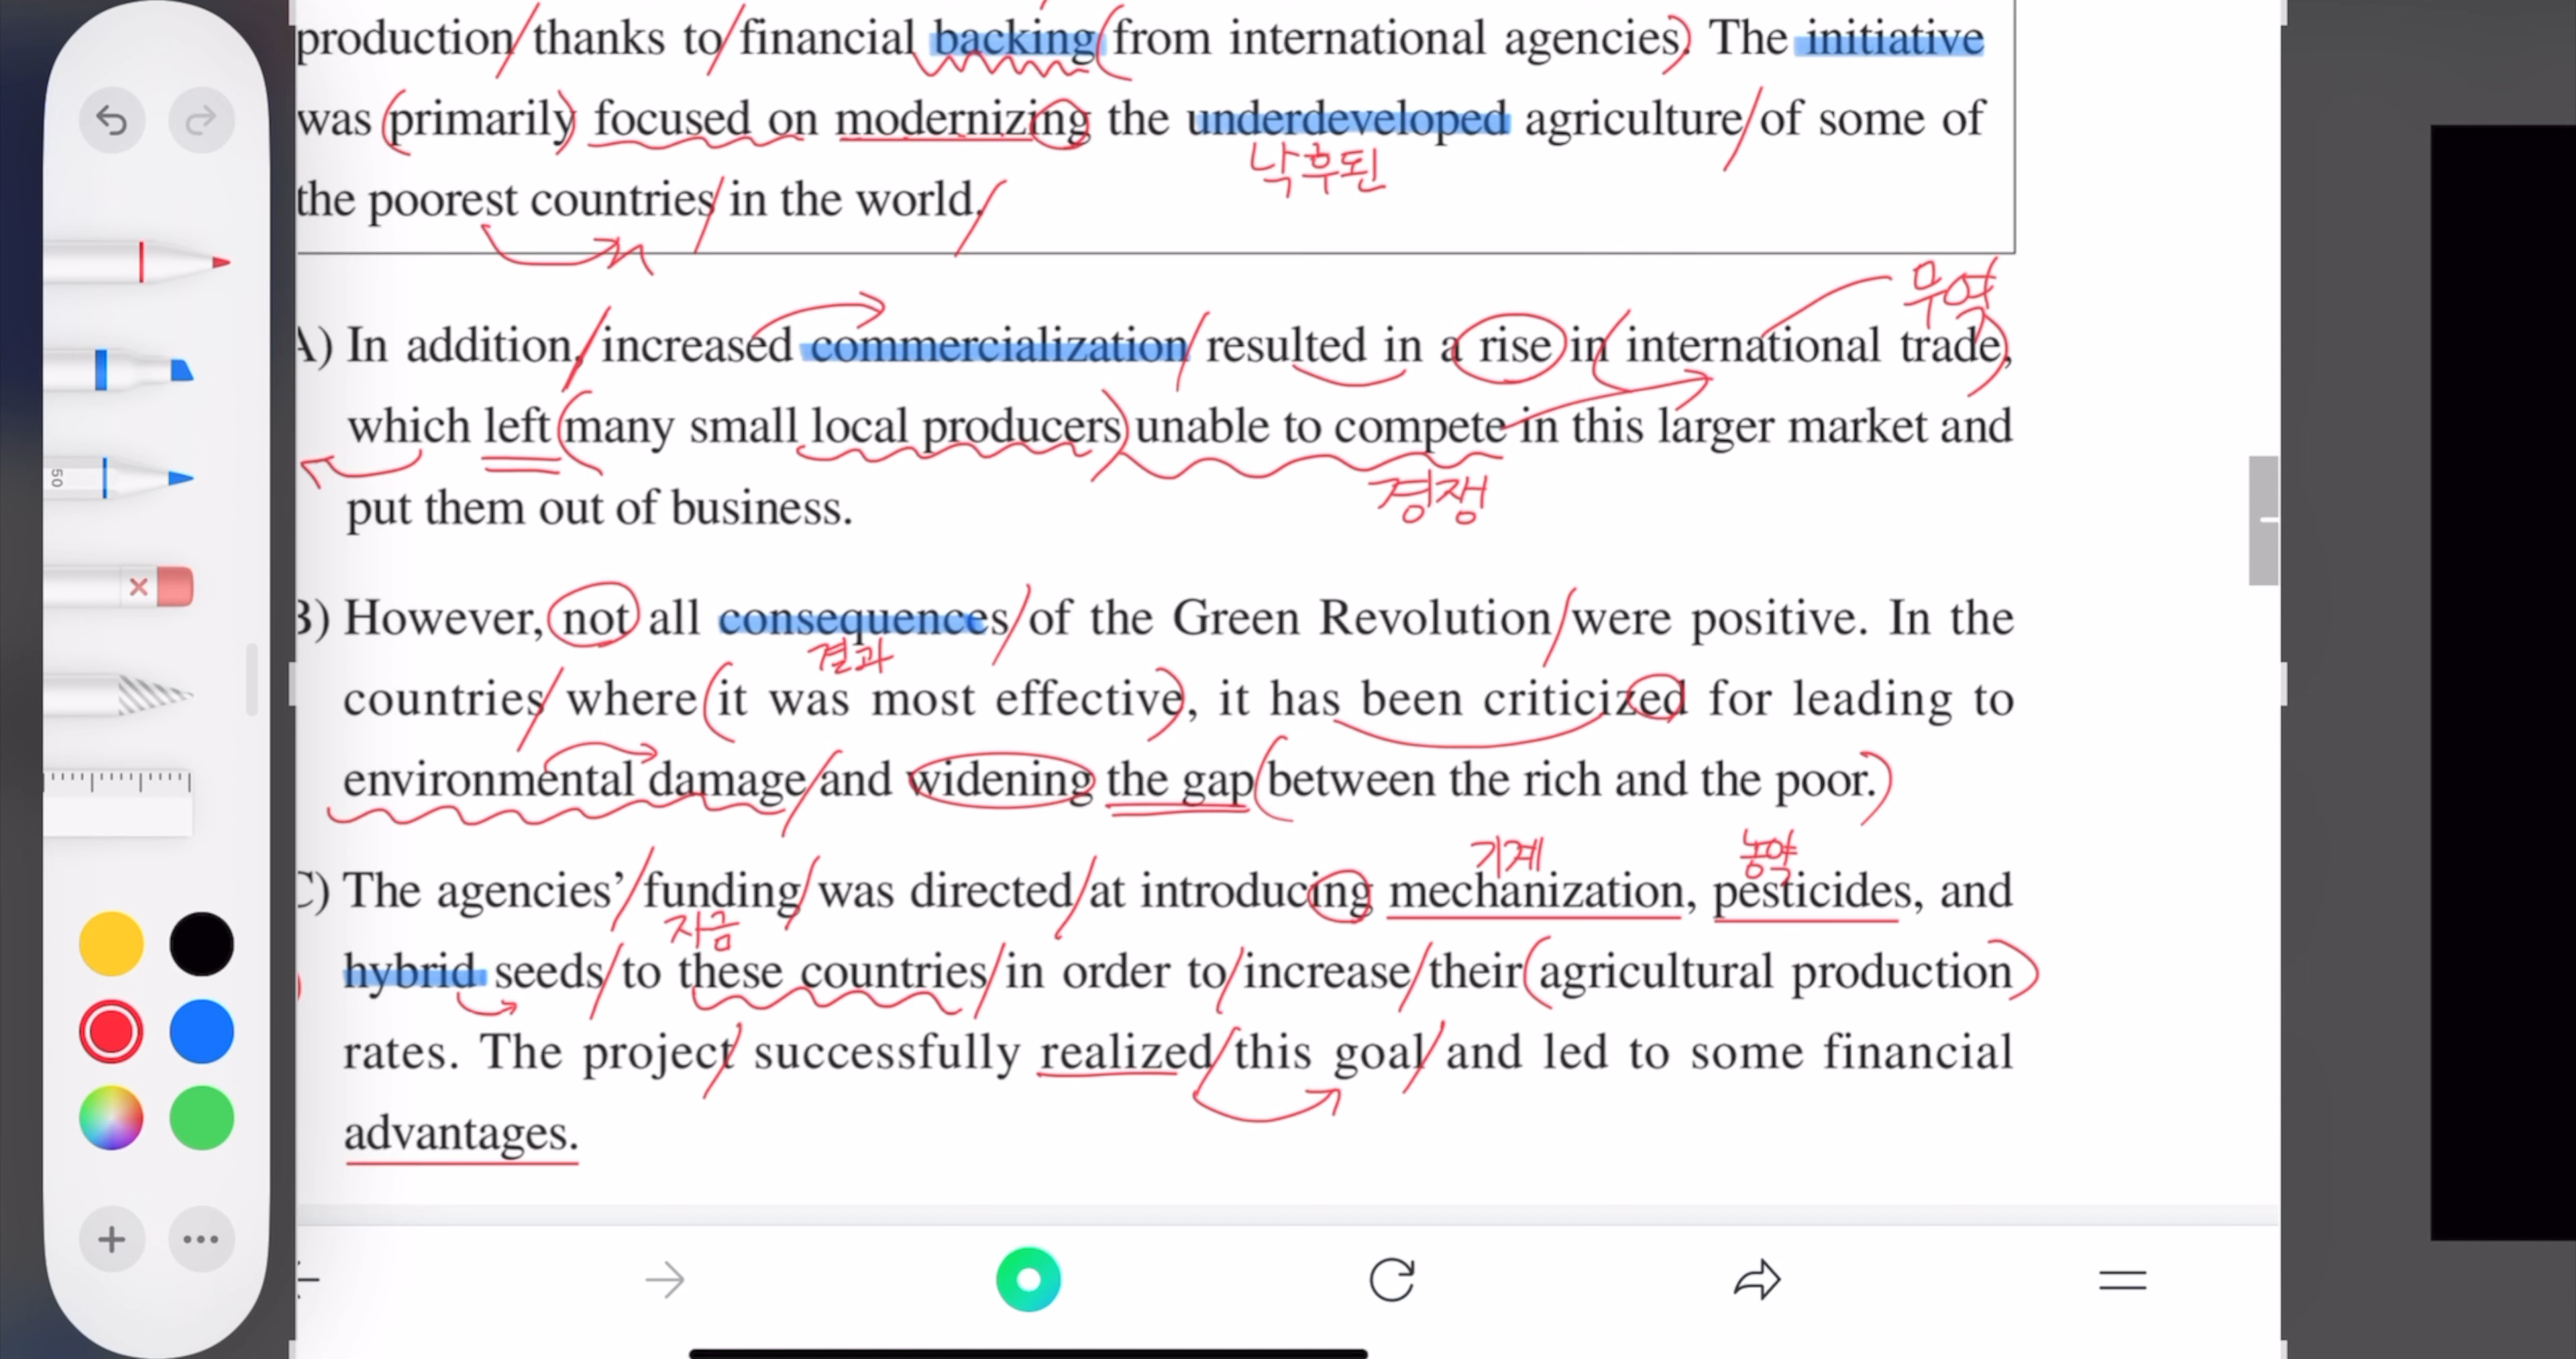 production thanks to financial backing from international agencies. The initiative
was primarily focused on modernizing the underdeveloped agriculture of some of
낙후된
the poorest countries in the world.
무역
A) In addition, increased commercialization resulted in a rise in international trade,
which left many small local producers unable to compete in this larger market and
경쟁
put them out of business.
B) However, not all consequences of the Green Revolution were positive. In the
결과
countries where it was most effective, it has been criticized for leading to
environmental damage and widening the gap between the rich and the poor.
기계 농약
C) The agencies’ funding was directed at introducing mechanization, pesticides, and
자금
hybrid seeds to these countries in order to increase their agricultural production
rates. The project successfully realized this goal and led to some financial
advantages.
50